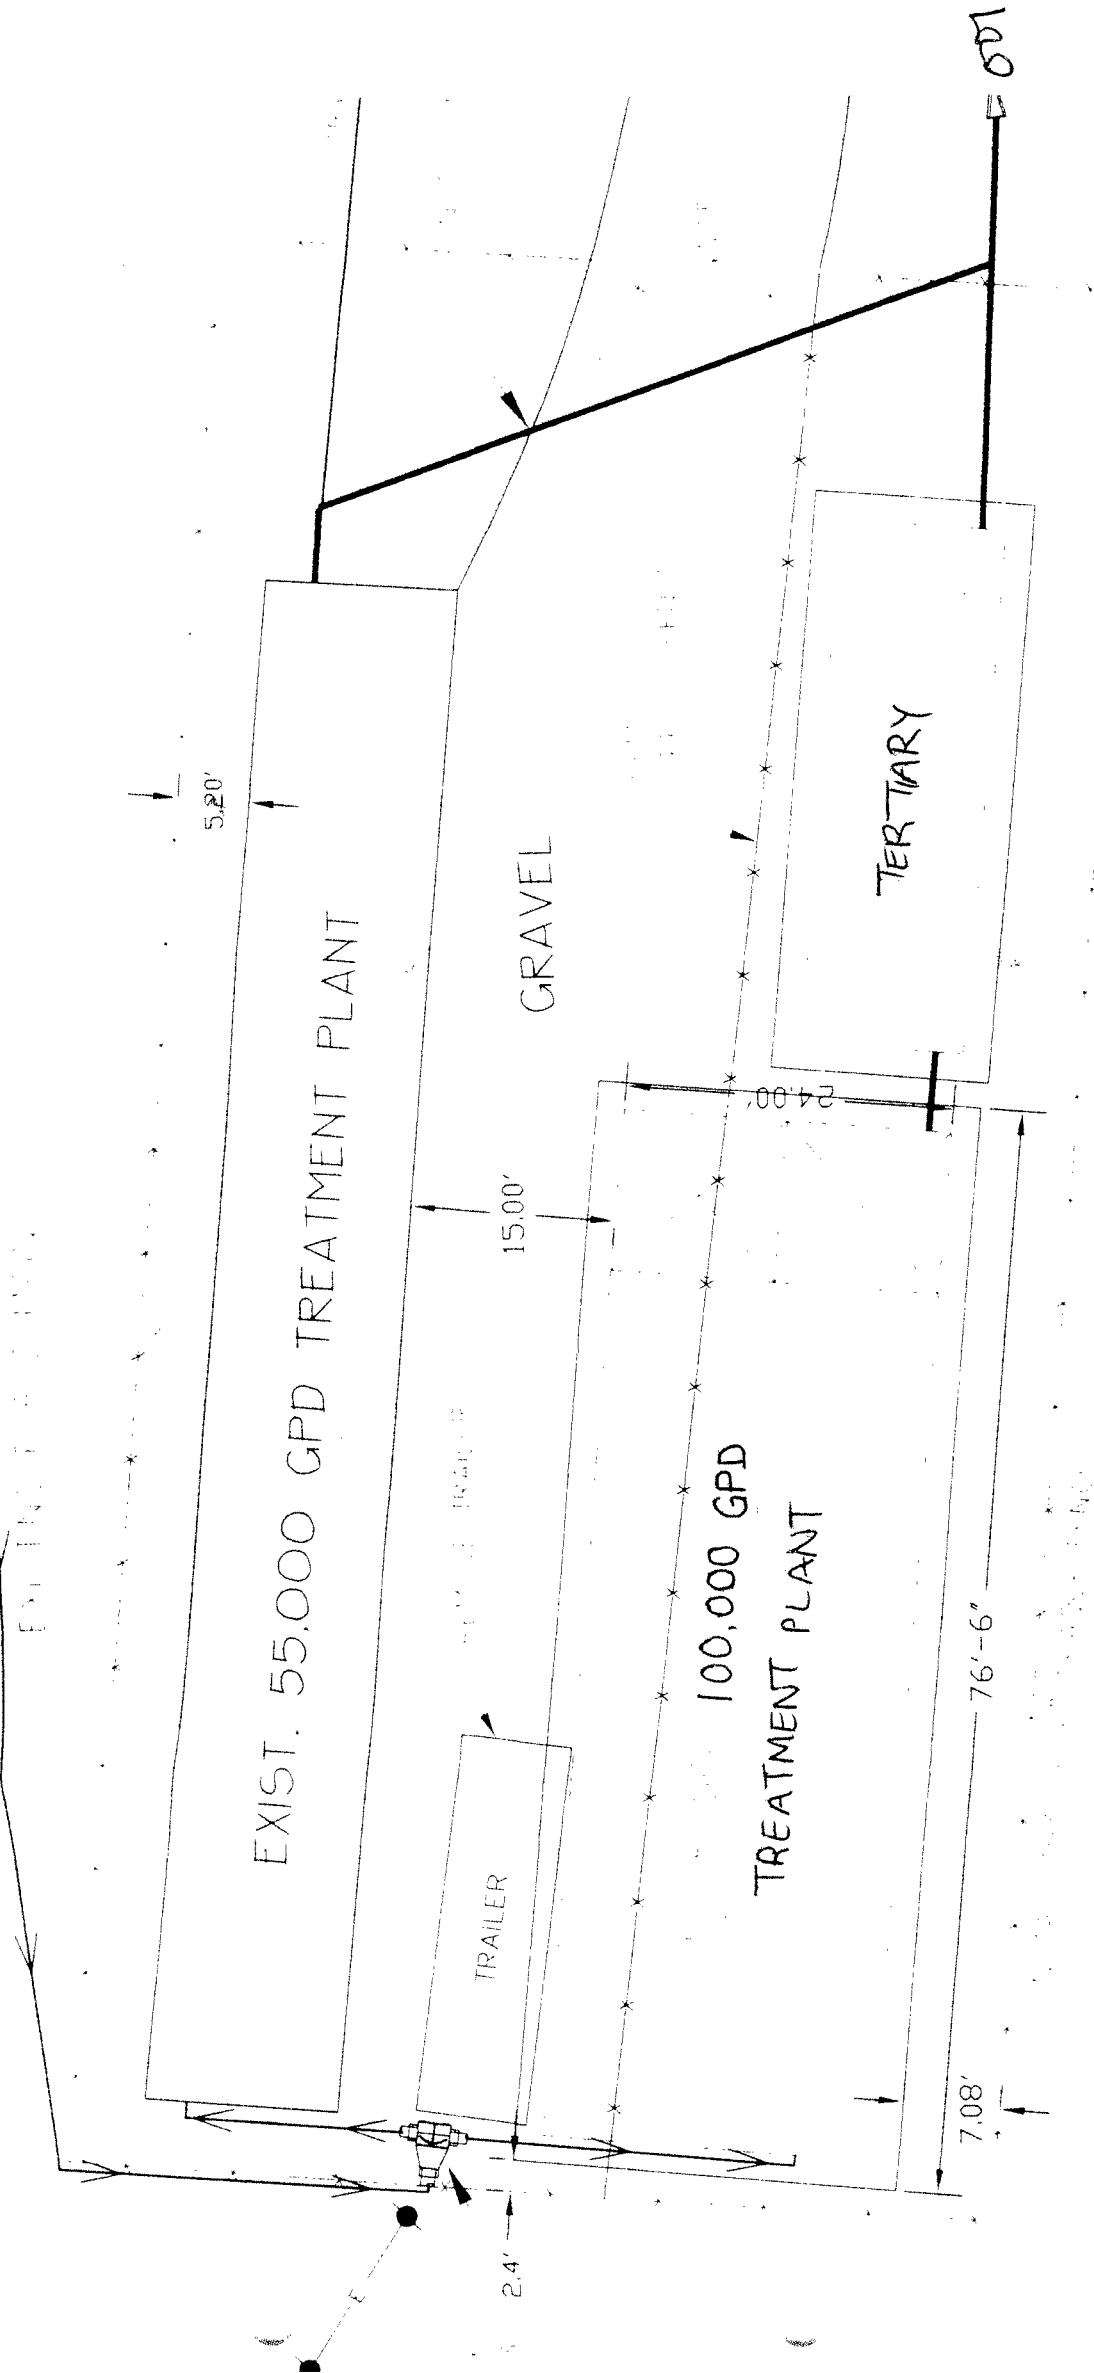 EXIST. 55,000 GPD TREATMENT PLANT
5.20'
GRAVEL
15.00'
TRAILER
24.00'
TERTIARY
100,000 GPD
TREATMENT PLANT
76'-6"
7.08'
2.4'
E